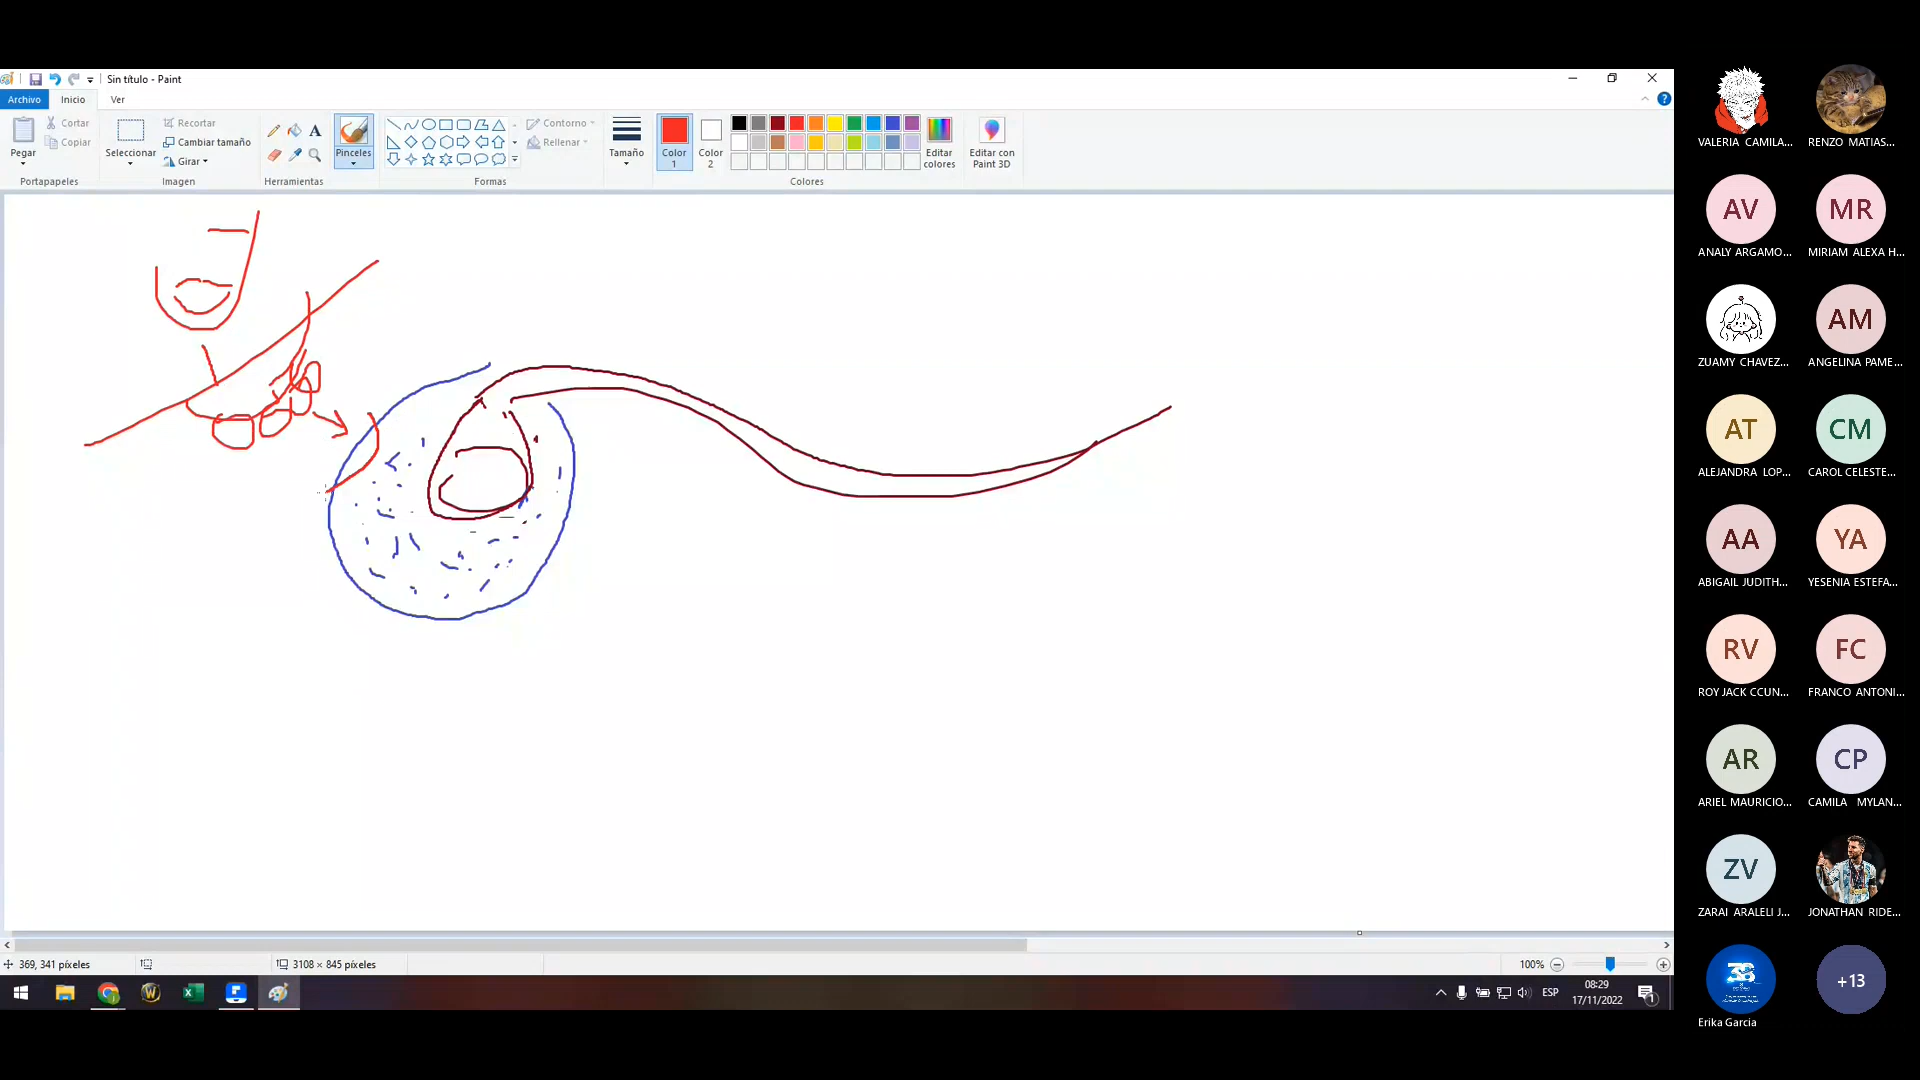 Sin título - Paint
Archivo Inicio Ver
Pegar
Cortar
Copiar
Portapapeles
Seleccionar
Recortar
Cambiar tamaño
Girar
Imagen
A
Herramientas
Pinceles
Contorno
Rellenar
Formas
Tamaño
Color 1
Color 2
Editar colores
Colores
Editar con Paint 3D
VALERIA CAMILA...
RENZO MATIAS...
AV
ANALY ARGAMO...
MR
MIRIAM ALEXA H...
ZUAMY CHAVEZ...
AM
ANGELINA PAME...
AT
ALEJANDRA LOP...
CM
CAROL CELESTE...
AA
ABIGAIL JUDITH...
YA
YESENIA ESTEFA...
RV
ROY JACK CCUN...
FC
FRANCO ANTONI...
AR
ARIEL MAURICIO...
CP
CAMILA MYLAN...
ZV
ZARAI ARALELI J...
JONATHAN RIDE...
Erika Garcia
+13
369, 341 píxeles
3108 × 845 píxeles
100%
ESP
08:29
17/11/2022